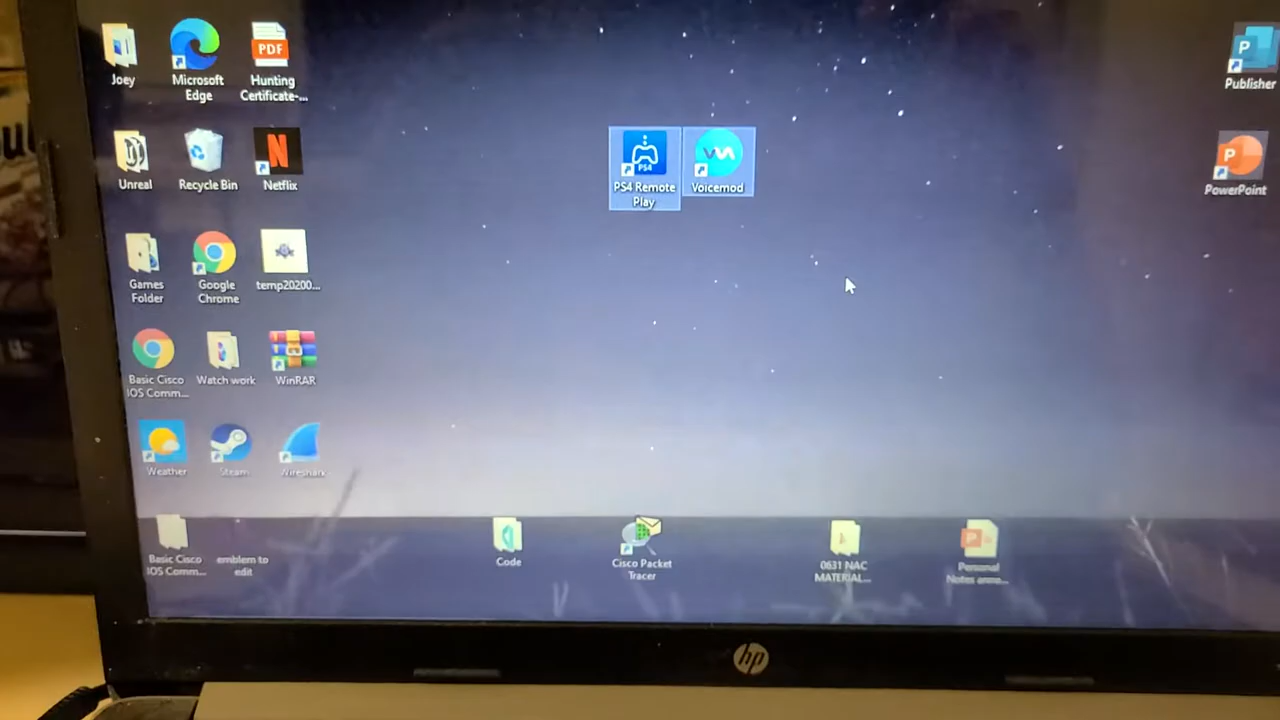 Joey
Microsoft
Edge
PDF
Hunting
Certificate-...
Publisher
Unreal
Recycle Bin
N
Netflix
PS4
PS4 Remote
Play
Voicemod
P
PowerPoint
Games
Folder
Google
Chrome
temp20200...
Basic Cisco
IOS Comm...
Watch work
WinRAR
Weather
Steam
Wireshark
Basic Cisco
IOS Comm...
emblem to
edit
Code
Cisco Packet
Tracer
0631 NAC
MATERIAL...
Personal
Notes anno...
hp